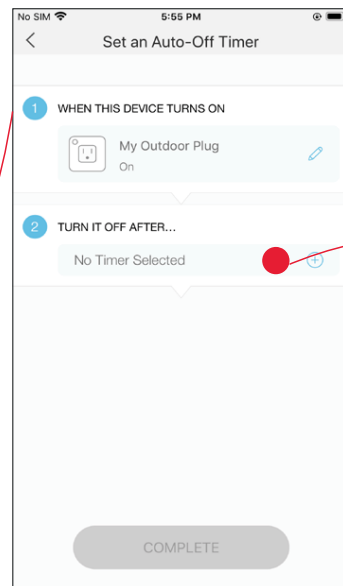 No SIM 5:55 PM
Set an Auto-Off Timer
1 WHEN THIS DEVICE TURNS ON
My Outdoor Plug
On
2 TURN IT OFF AFTER...
No Timer Selected
COMPLETE